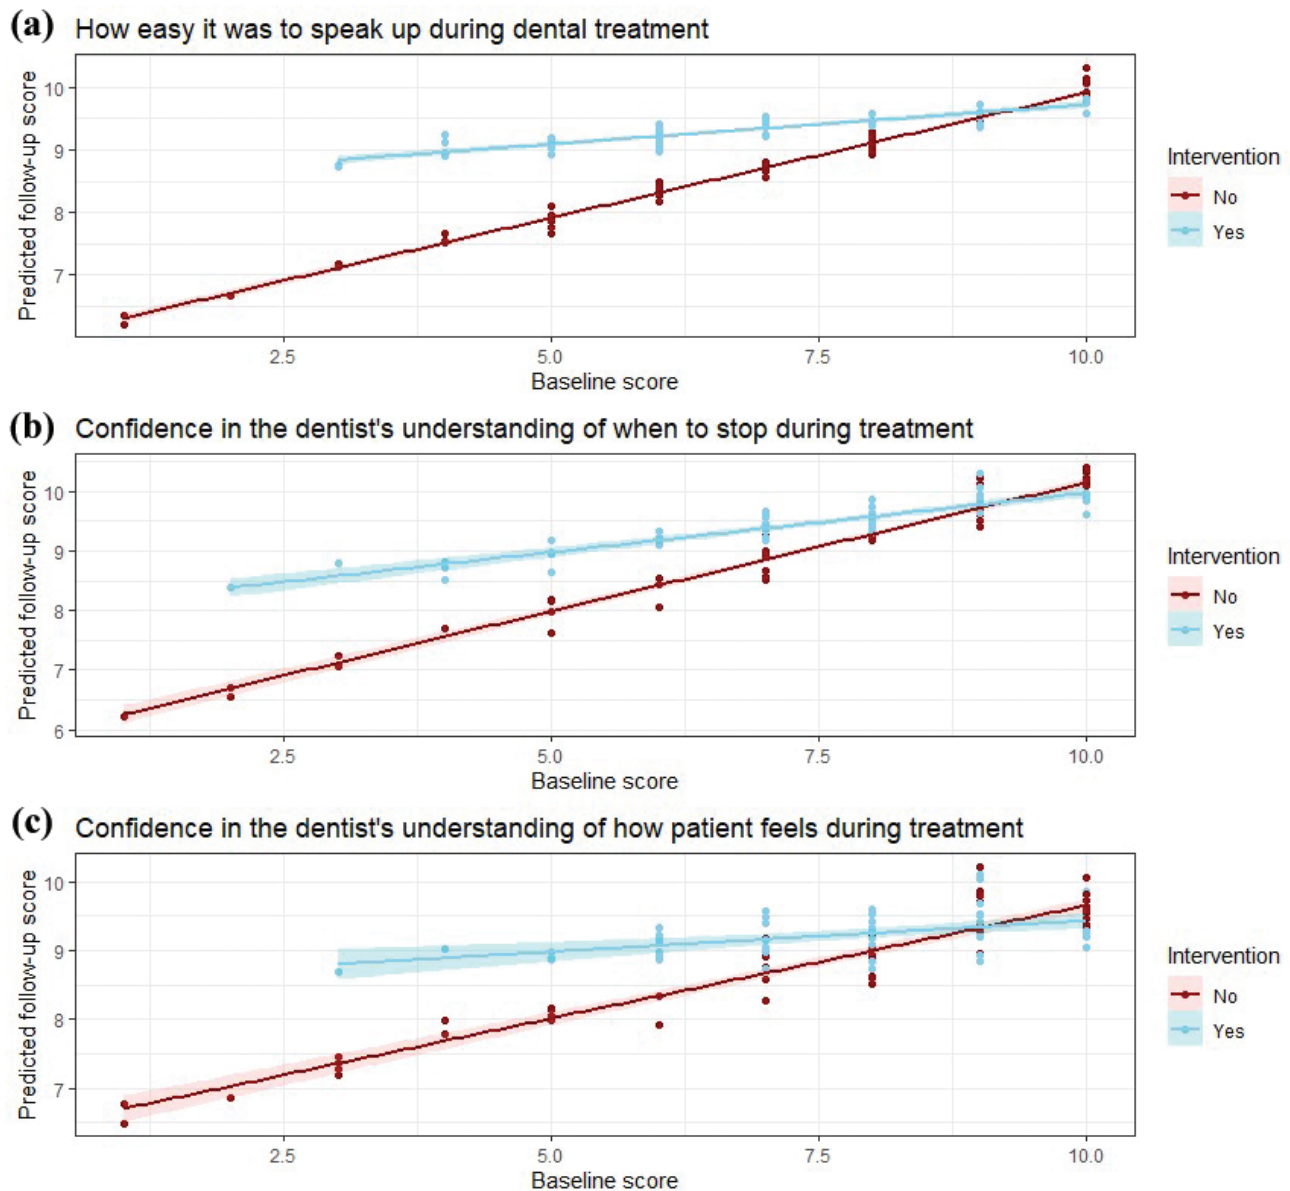 (a) How easy it was to speak up during dental treatment
Predicted follow-up score
10
9
8
7
2.5 5.0 7.5 10.0
Baseline score
Intervention
No
Yes
(b) Confidence in the dentist's understanding of when to stop during treatment
Predicted follow-up score
10
9
8
7
6
2.5 5.0 7.5 10.0
Baseline score
Intervention
No
Yes
(c) Confidence in the dentist's understanding of how patient feels during treatment
Predicted follow-up score
10
9
8
7
2.5 5.0 7.5 10.0
Baseline score
Intervention
No
Yes